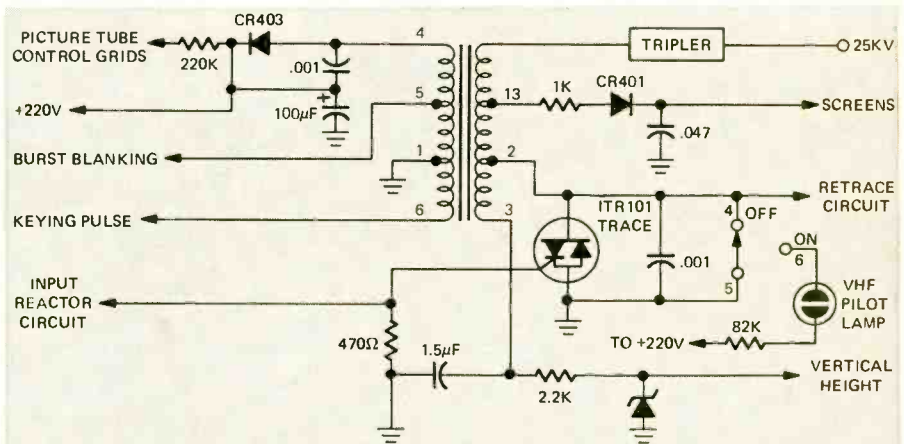 CR403
4
PICTURE TUBE
CONTROL GRIDS
220K
.001
+220V
100μF
+
5
BURST BLANKING
1
KEYING PULSE
6
TRIPLER
25KV
13
1K
CR401
SCREENS
.047
2
RETRACE
CIRCUIT
ITR101
TRACE
4
OFF
.001
5
ON
6
3
VHF
PILOT
LAMP
INPUT
REACTOR
CIRCUIT
470Ω
1.5μF
TO +220V
82K
2.2K
VERTICAL
HEIGHT